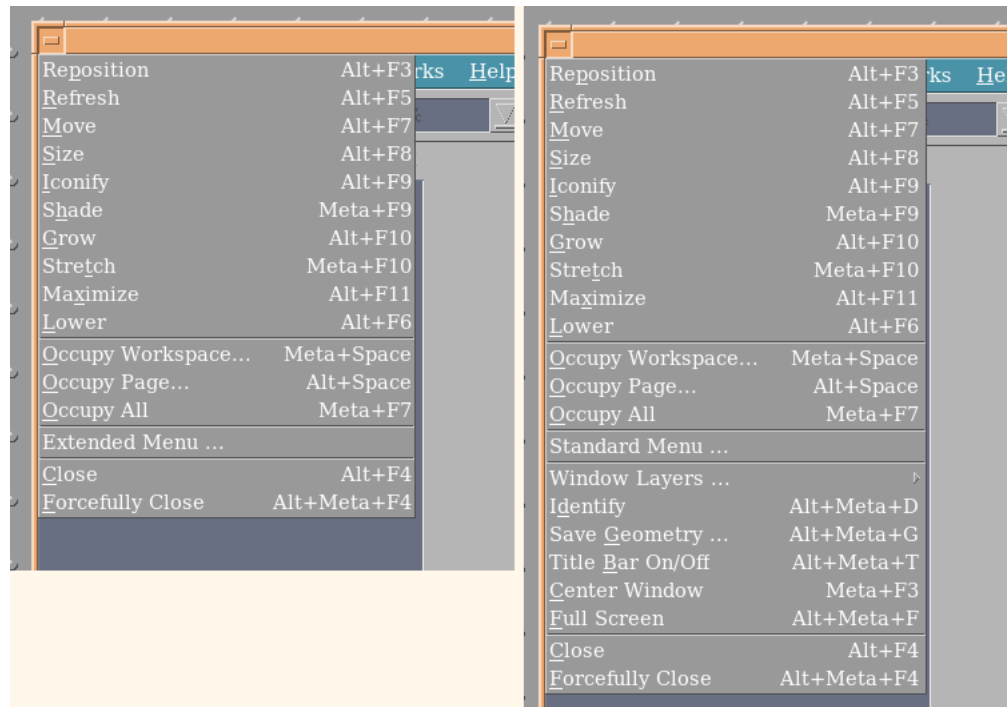 Reposition Alt+F3
Refresh Alt+F5
Move Alt+F7
Size Alt+F8
Iconify Alt+F9
Shade Meta+F9
Grow Alt+F10
Stretch Meta+F10
Maximize Alt+F11
Lower Alt+F6
Occupy Workspace... Meta+Space
Occupy Page... Alt+Space
Occupy All Meta+F7
Extended Menu ...
Close Alt+F4
Forcefully Close Alt+Meta+F4
rks Help
Reposition Alt+F3
Refresh Alt+F5
Move Alt+F7
Size Alt+F8
Iconify Alt+F9
Shade Meta+F9
Grow Alt+F10
Stretch Meta+F10
Maximize Alt+F11
Lower Alt+F6
Occupy Workspace... Meta+Space
Occupy Page... Alt+Space
Occupy All Meta+F7
Standard Menu ...
Window Layers ...
Identify Alt+Meta+D
Save Geometry ... Alt+Meta+G
Title Bar On/Off Alt+Meta+T
Center Window Meta+F3
Full Screen Alt+Meta+F
Close Alt+F4
Forcefully Close Alt+Meta+F4
ks He